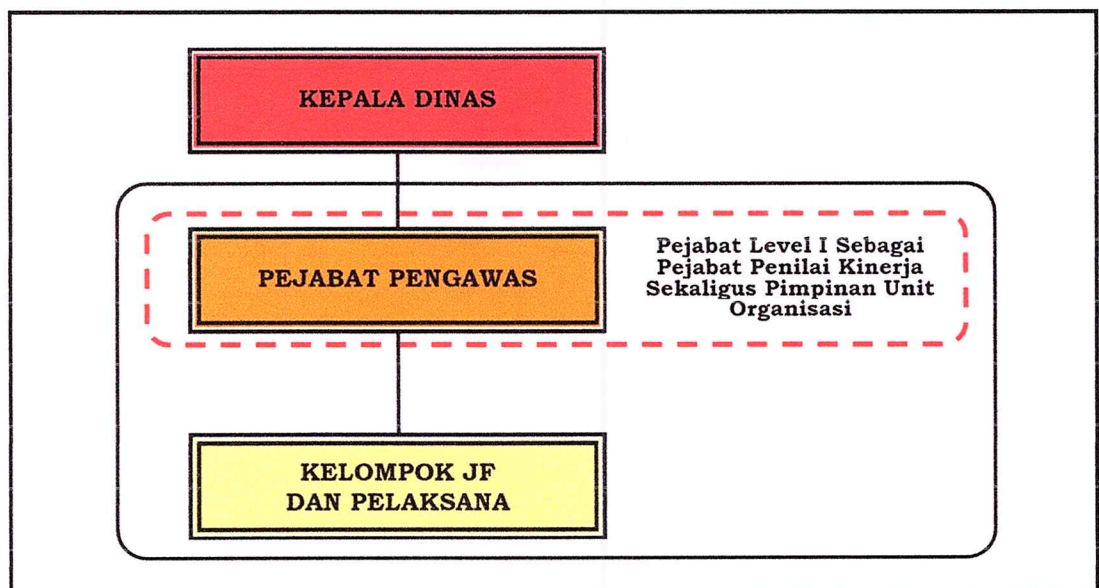 KEPALA DINAS
PEJABAT PENGAWAS
Pejabat Level I Sebagai
Pejabat Penilai Kinerja
Sekaligus Pimpinan Unit
Organisasi
KELOMPOK JF
DAN PELAKSANA